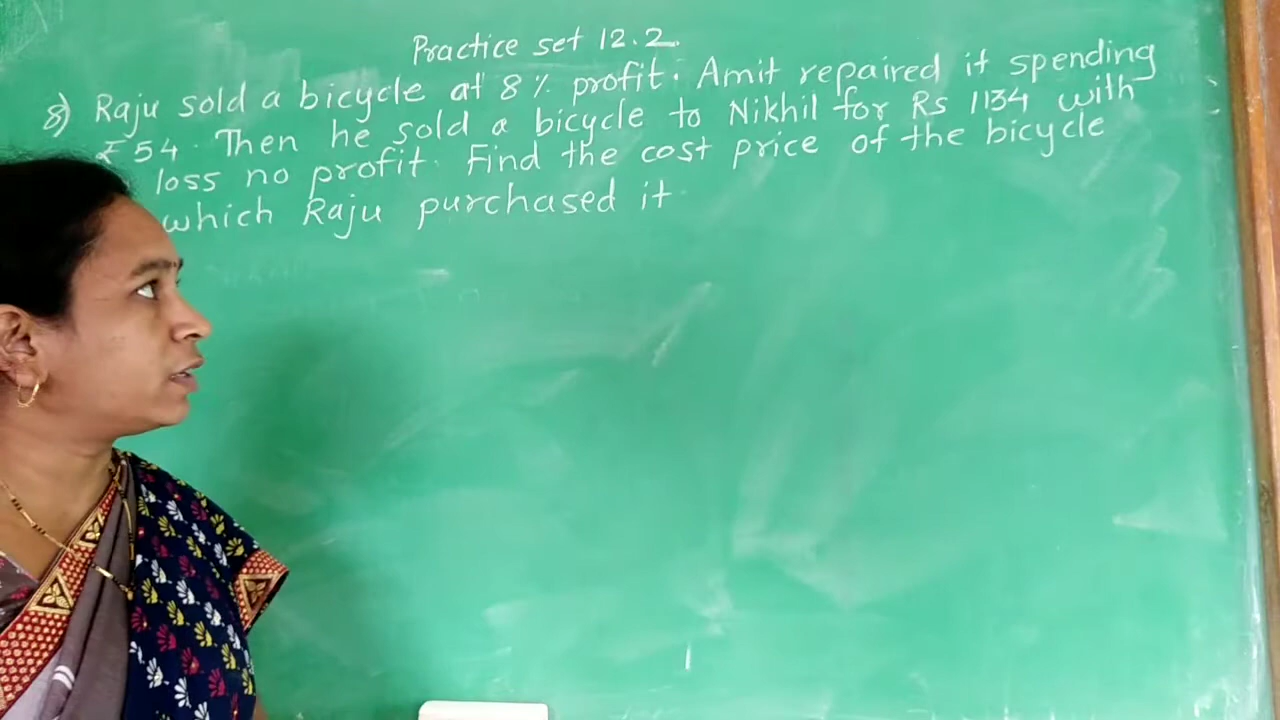 Practice set 12.2.
8) Raju sold a bicycle at 8% profit. Amit repaired it spending
₹54. Then he sold a bicycle to Nikhil for Rs 1134 with
loss no profit. Find the cost price of the bicycle
which Raju purchased it